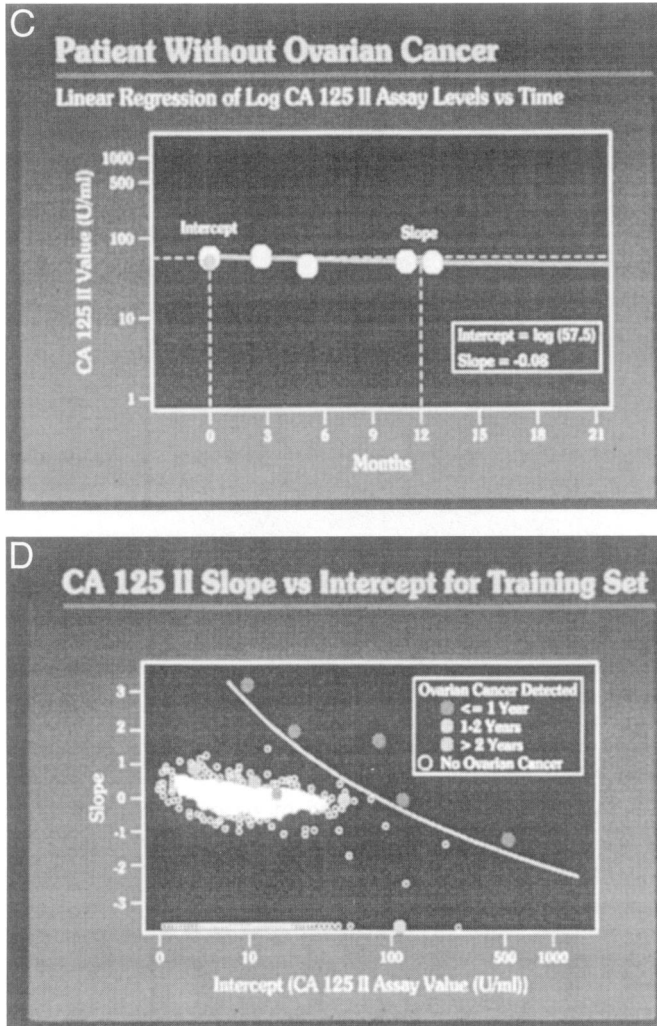 C
Patient Without Ovarian Cancer
Linear Regression of Log CA 125 II Assay Levels vs Time
CA 125 II Value (U/ml)
1000
500
100
10
1
Intercept
Slope
Intercept = log (57.5)
Slope = -0.08
0 3 6 9 12 15 18 21
Months
D
CA 125 II Slope vs Intercept for Training Set
Slope
3
2
1
0
-1
-2
-3
Ovarian Cancer Detected
<= 1 Year
1-2 Years
> 2 Years
No Ovarian Cancer
0 10 100 500 1000
Intercept (CA 125 II Assay Value (U/ml))